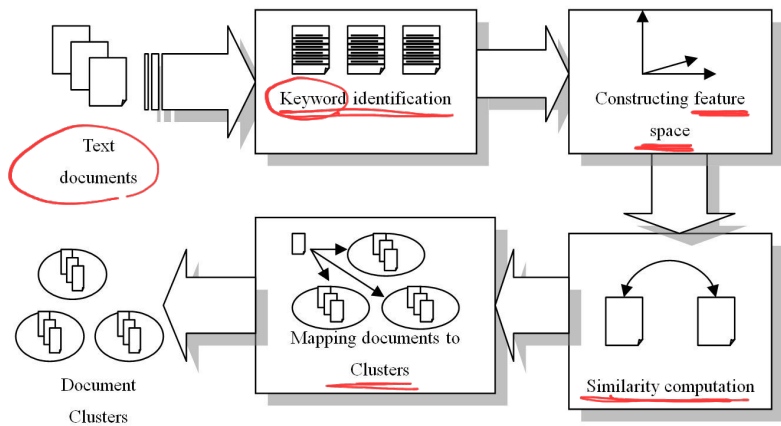 Text
documents
Keyword identification
Constructing feature
space
Similarity computation
Mapping documents to
Clusters
Document
Clusters